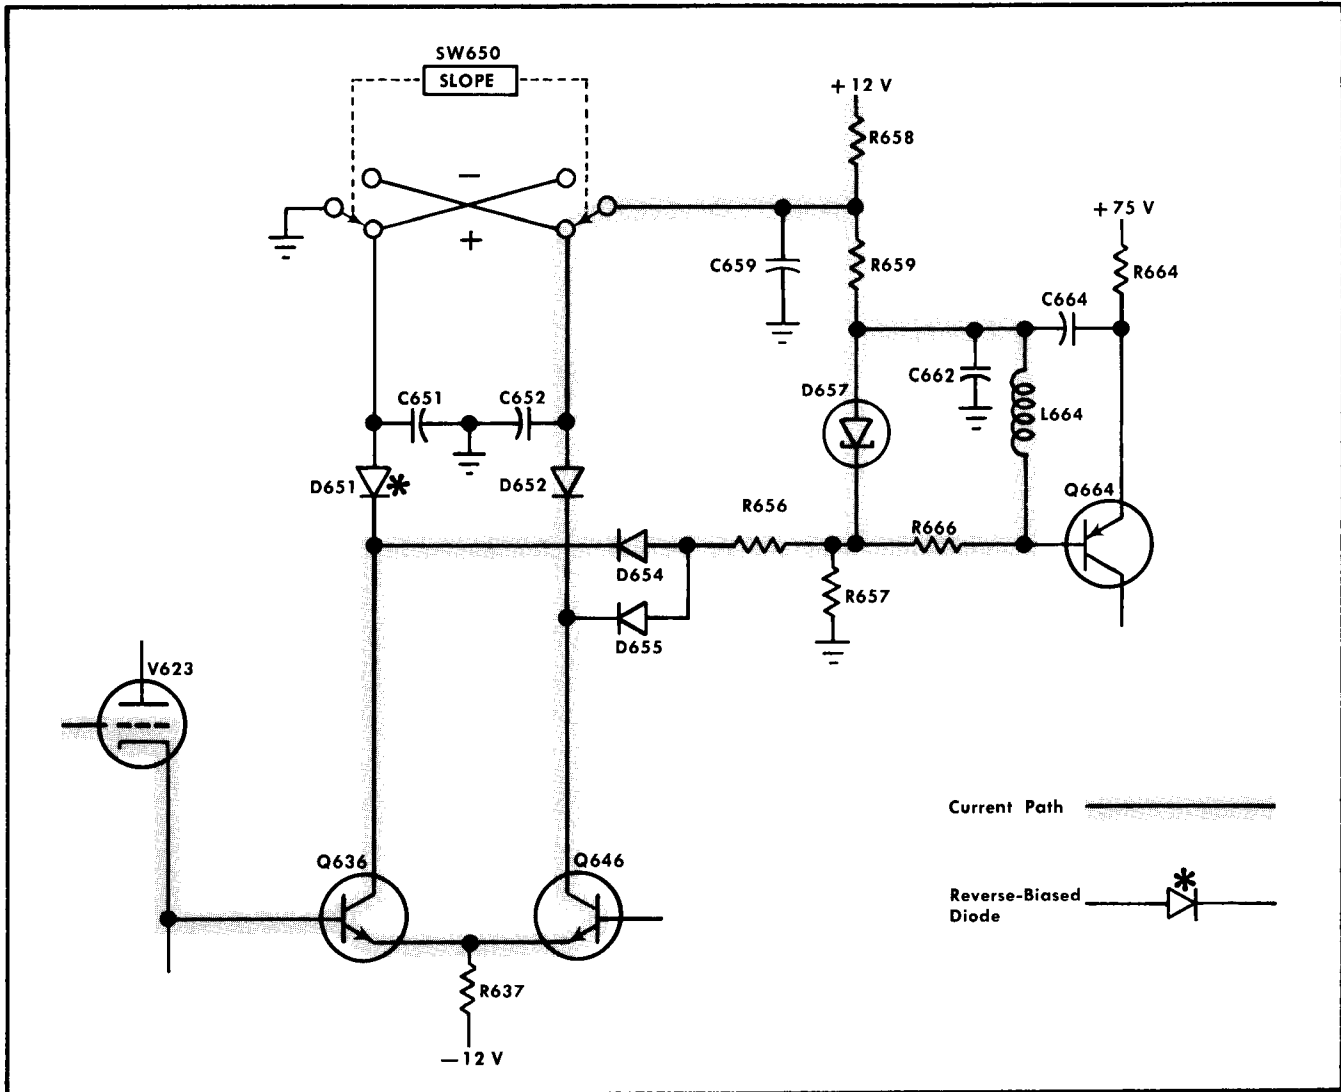 SW650
SLOPE
+ 12 V
R658
−
+
+ 75 V
C659
R659
R664
C664
C651
C652
C662
D657
L664
D651
*
D652
R656
Q664
R666
D654
R657
D655
V623
Current Path
Q636
Q646
*
Reverse-Biased
Diode
R637
−12 V